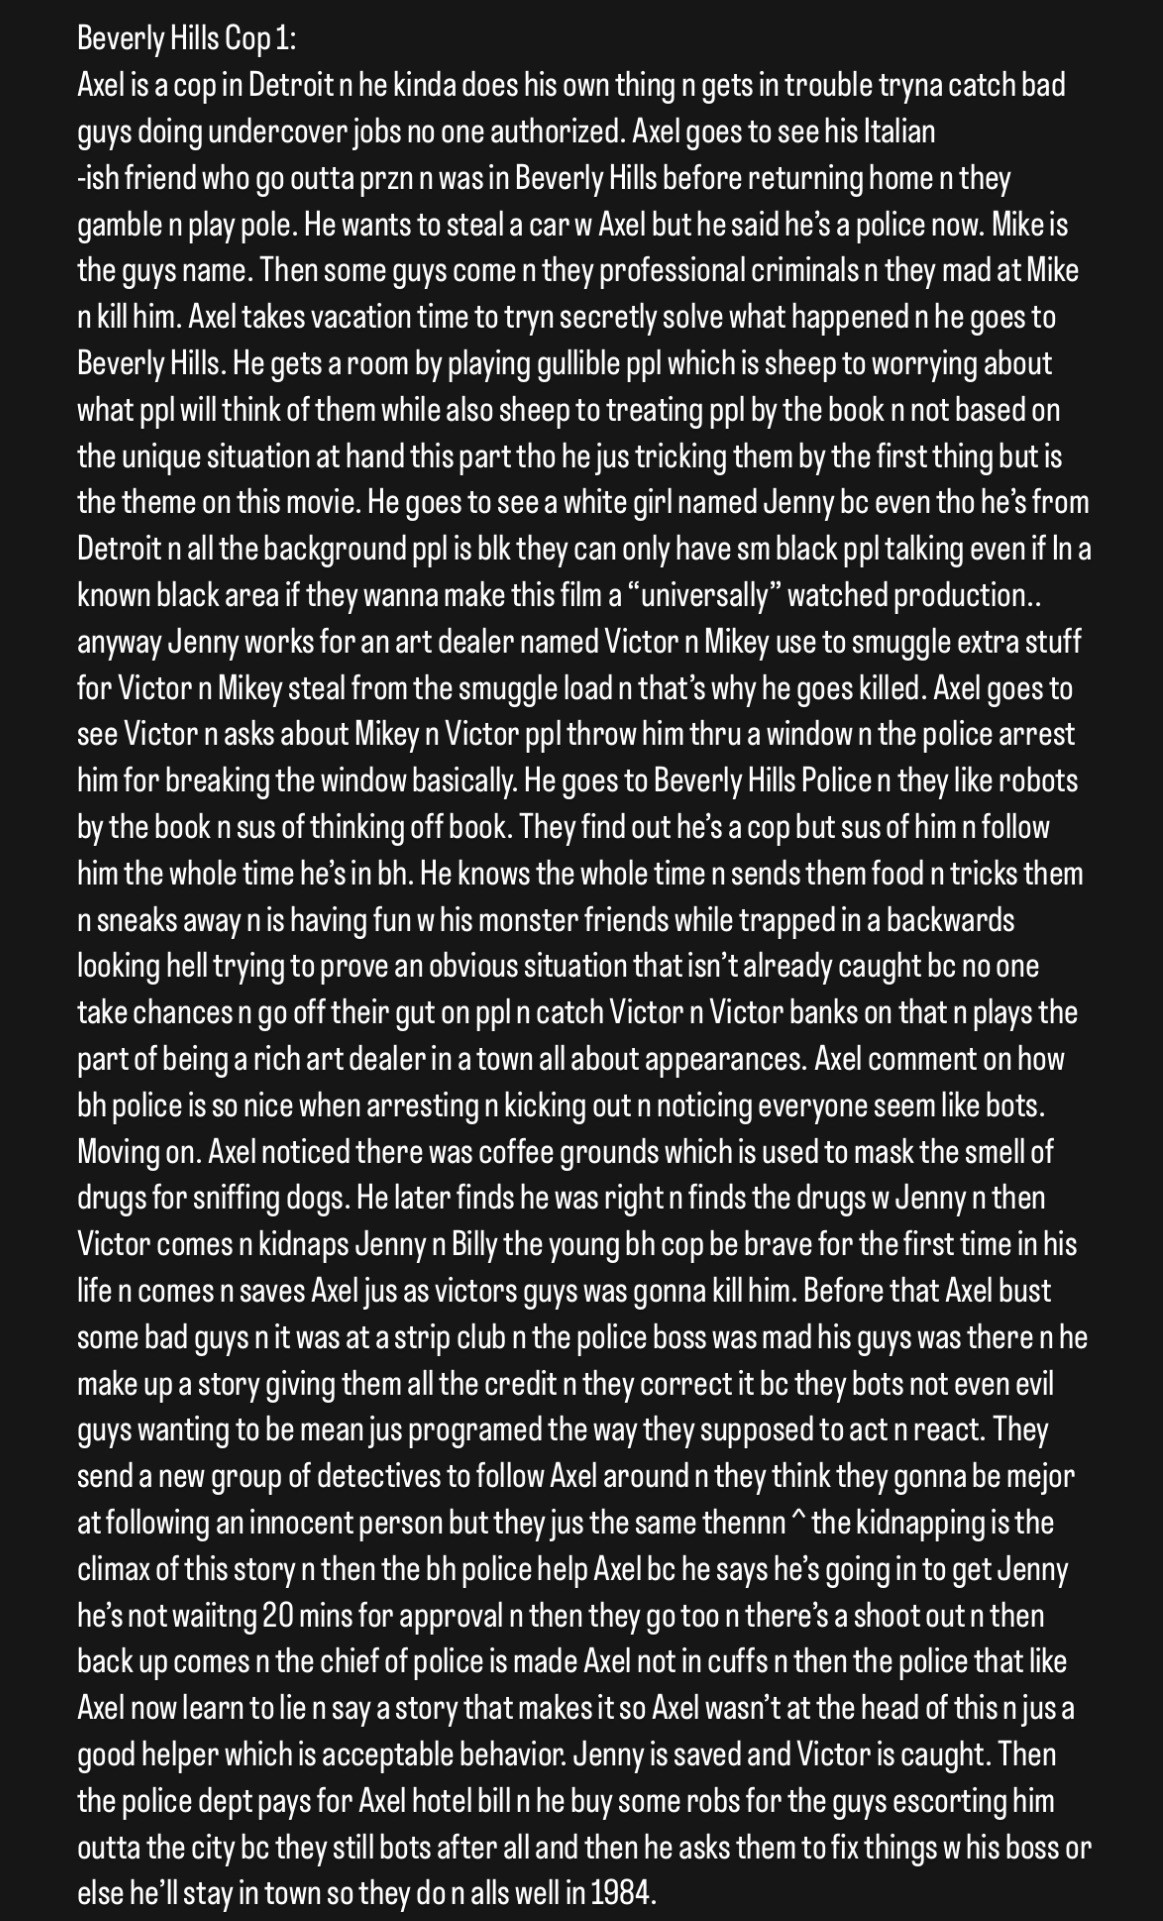 Beverly Hills Cop 1:
Axel is a cop in Detroit n he kinda does his own thing n gets in trouble tryna catch bad
guys doing undercover jobs no one authorized. Axel goes to see his Italian
-ish friend who go outta przn n was in Beverly Hills before returning home n they
gamble n play pole. He wants to steal a car w Axel but he said he’s a police now. Mike is
the guys name. Then some guys come n they professional criminals n they mad at Mike
n kill him. Axel takes vacation time to tryn secretly solve what happened n he goes to
Beverly Hills. He gets a room by playing gullible ppl which is sheep to worrying about
what ppl will think of them while also sheep to treating ppl by the book n not based on
the unique situation at hand this part tho he jus tricking them by the first thing but is
the theme on this movie. He goes to see a white girl named Jenny bc even tho he’s from
Detroit n all the background ppl is blk they can only have sm black ppl talking even if In a
known black area if they wanna make this film a “universally” watched production..
anyway Jenny works for an art dealer named Victor n Mikey use to smuggle extra stuff
for Victor n Mikey steal from the smuggle load n that’s why he goes killed. Axel goes to
see Victor n asks about Mikey n Victor ppl throw him thru a window n the police arrest
him for breaking the window basically. He goes to Beverly Hills Police n they like robots
by the book n sus of thinking off book. They find out he’s a cop but sus of him n follow
him the whole time he’s in bh. He knows the whole time n sends them food n tricks them
n sneaks away n is having fun w his monster friends while trapped in a backwards
looking hell trying to prove an obvious situation that isn’t already caught bc no one
take chances n go off their gut on ppl n catch Victor n Victor banks on that n plays the
part of being a rich art dealer in a town all about appearances. Axel comment on how
bh police is so nice when arresting n kicking out n noticing everyone seem like bots.
Moving on. Axel noticed there was coffee grounds which is used to mask the smell of
drugs for sniffing dogs. He later finds he was right n finds the drugs w Jenny n then
Victor comes n kidnaps Jenny n Billy the young bh cop be brave for the first time in his
life n comes n saves Axel jus as victors guys was gonna kill him. Before that Axel bust
some bad guys n it was at a strip club n the police boss was mad his guys was there n he
make up a story giving them all the credit n they correct it bc they bots not even evil
guys wanting to be mean jus programed the way they supposed to act n react. They
send a new group of detectives to follow Axel around n they think they gonna be mejor
at following an innocent person but they jus the same thennn ^ the kidnapping is the
climax of this story n then the bh police help Axel bc he says he’s going in to get Jenny
he’s not waiitng 20 mins for approval n then they go too n there’s a shoot out n then
back up comes n the chief of police is made Axel not in cuffs n then the police that like
Axel now learn to lie n say a story that makes it so Axel wasn’t at the head of this n jus a
good helper which is acceptable behavior. Jenny is saved and Victor is caught. Then
the police dept pays for Axel hotel bill n he buy some robs for the guys escorting him
outta the city bc they still bots after all and then he asks them to fix things w his boss or
else he’ll stay in town so they do n alls well in 1984.